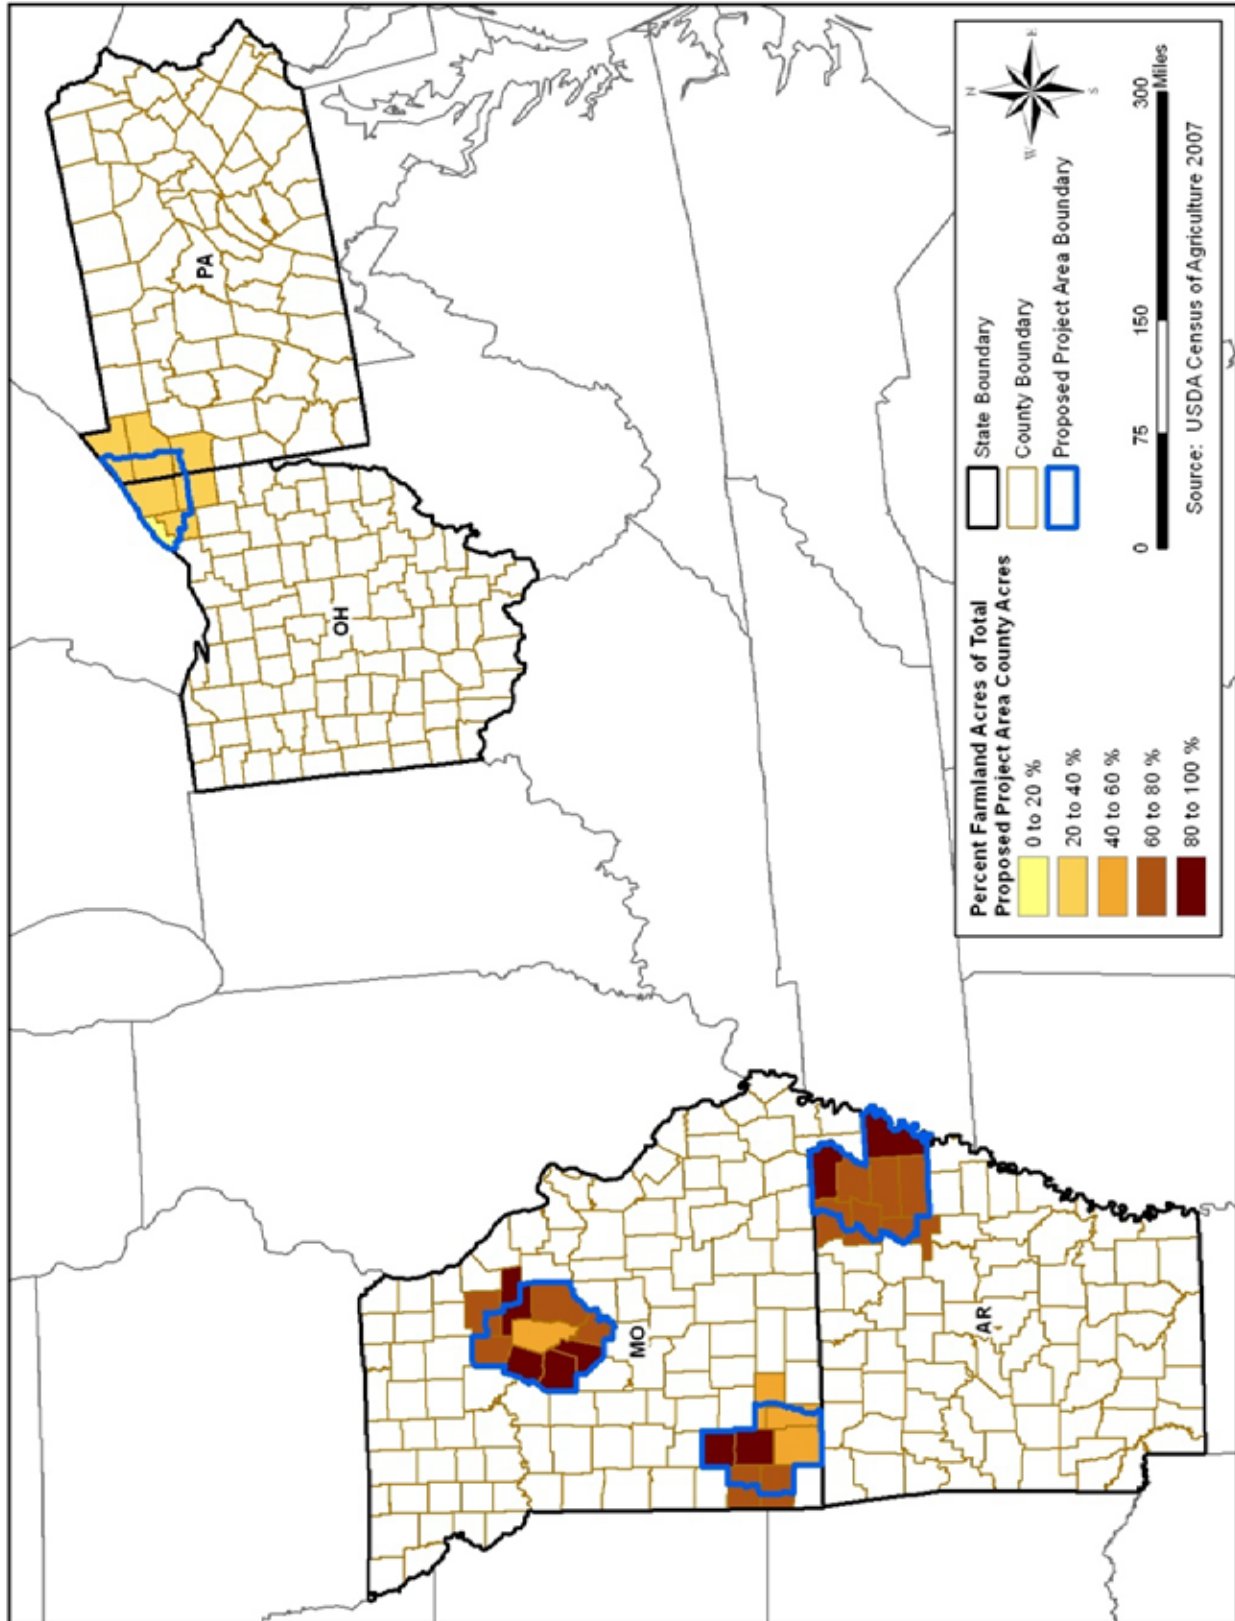 PA
OH
MO
AR
Percent Farmland Acres of Total
Proposed Project Area County Acres
0 to 20 %
20 to 40 %
40 to 60 %
60 to 80 %
80 to 100 %
State Boundary
County Boundary
Proposed Project Area Boundary
N
E
S
W
0 75 150 300
Miles
Source: USDA Census of Agriculture 2007